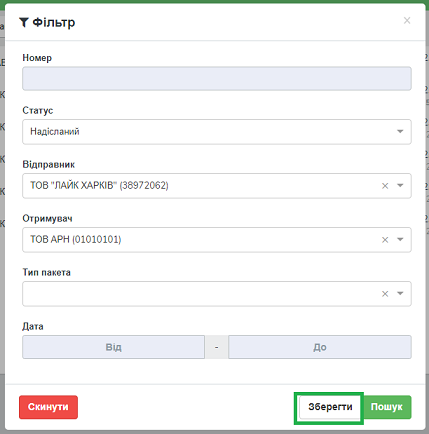 Фільтр
×
Номер
Статус
Надісланий
Відправник
ТОВ "ЛАЙК ХАРКІВ" (38972062)
×
Отримувач
ТОВ АРН (01010101)
×
Тип пакета
×
Дата
Від - До
Скинути Зберегти Пошук